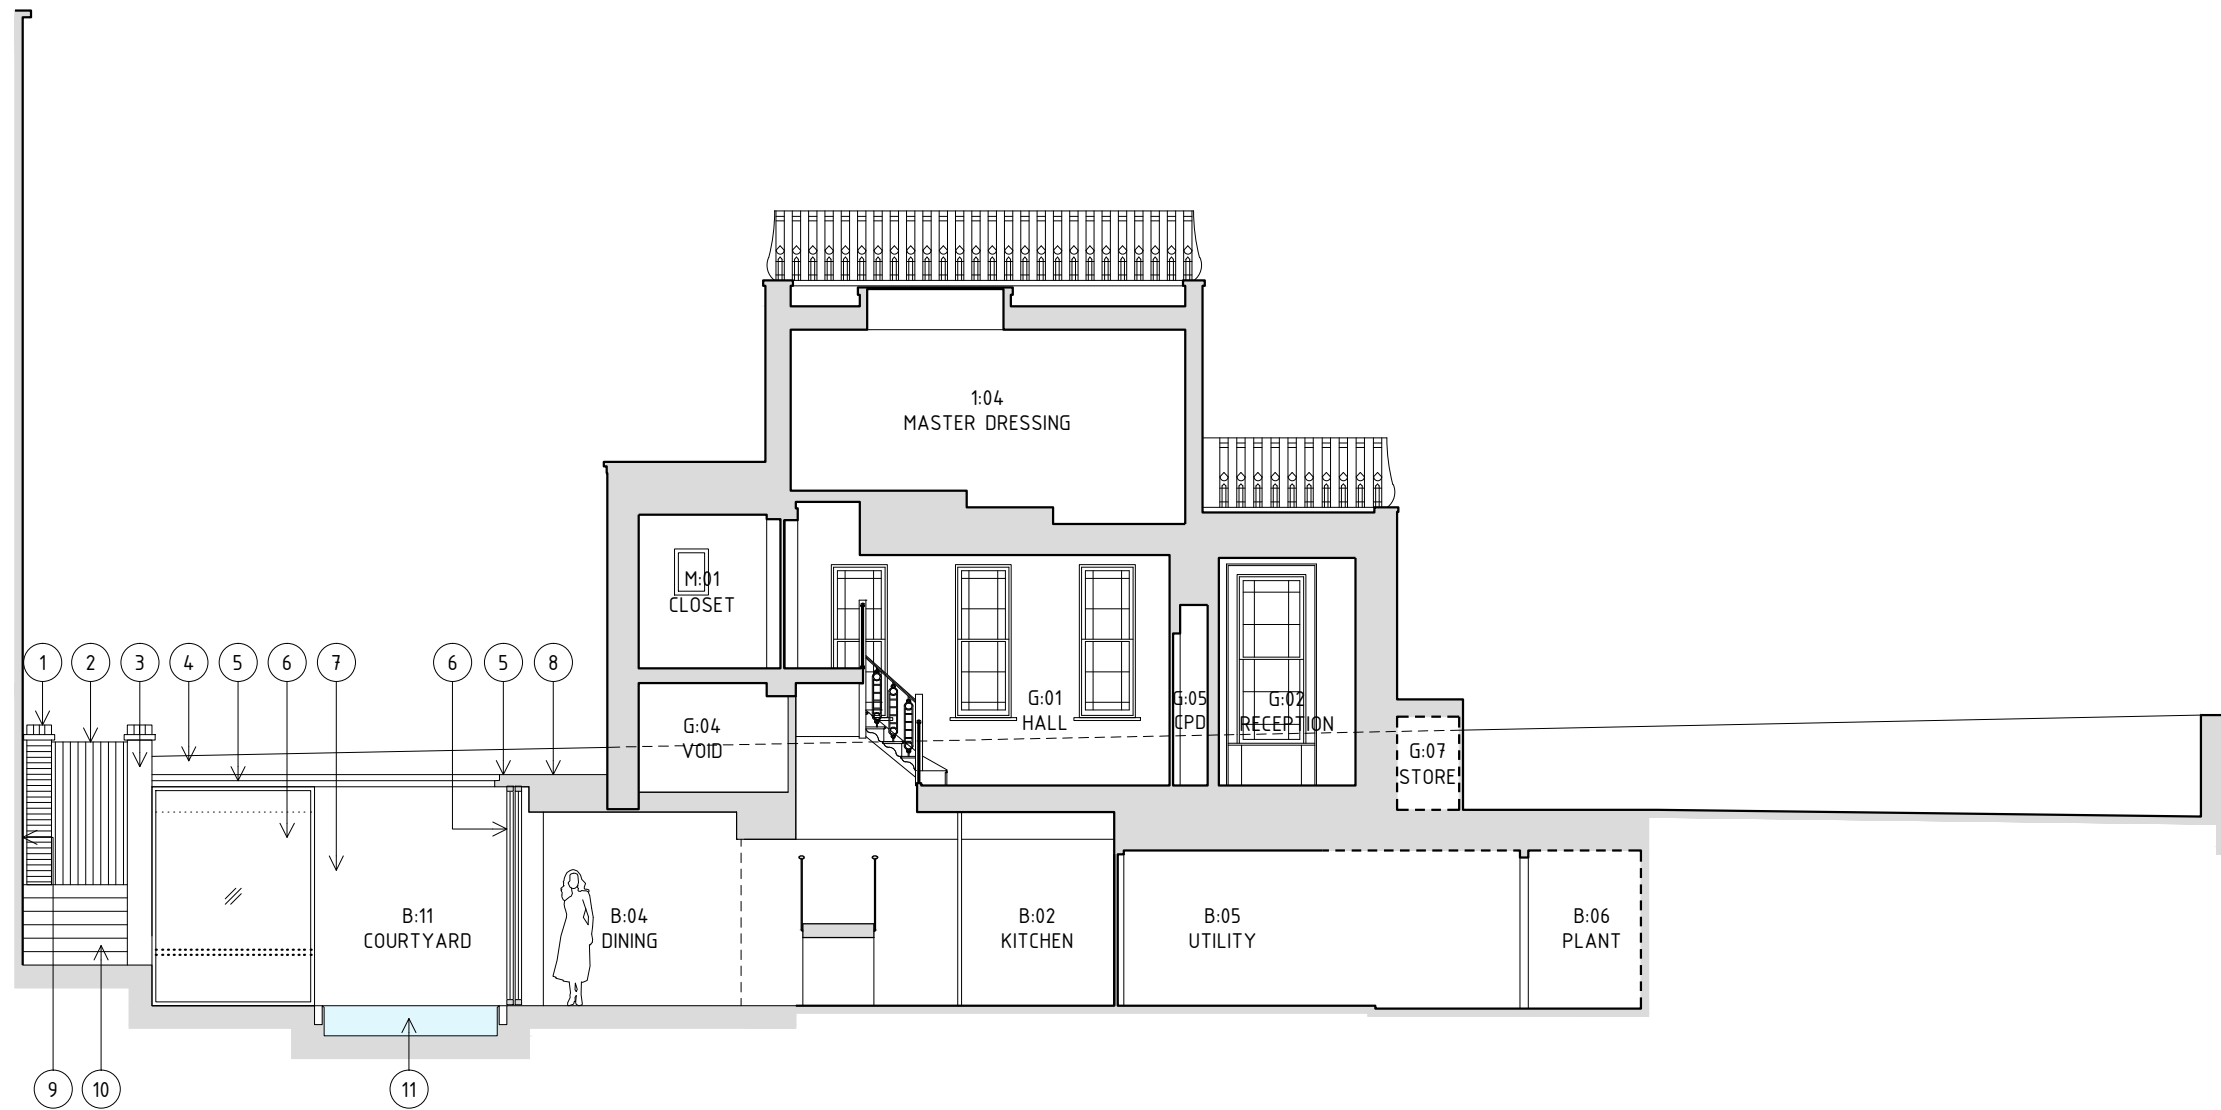 1:04
MASTER DRESSING
M:01
CLOSET
1
2
3
4
5
6
7
6
5
8
G:04
VOID
G:01
HALL
G:05
CPD
G:02
RECEPTION
G:07
STORE
B:11
COURTYARD
B:04
DINING
B:02
KITCHEN
B:05
UTILITY
B:06
PLANT
9
10
11